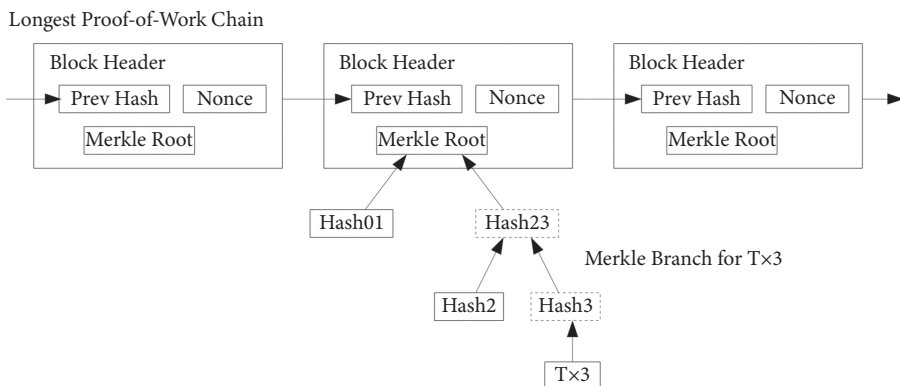 Longest Proof-of-Work Chain
Block Header
Prev Hash
Nonce
Merkle Root
Block Header
Prev Hash
Nonce
Merkle Root
Block Header
Prev Hash
Nonce
Merkle Root
Hash01
Hash23
Merkle Branch for T×3
Hash2
Hash3
T×3